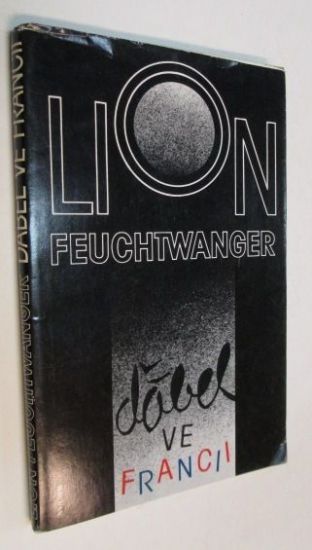 LION
FEUCHTWANGER
ďábel
VE
FRANCII
LION FEUCHTWANGER ĎÁBEL VE FRANCII